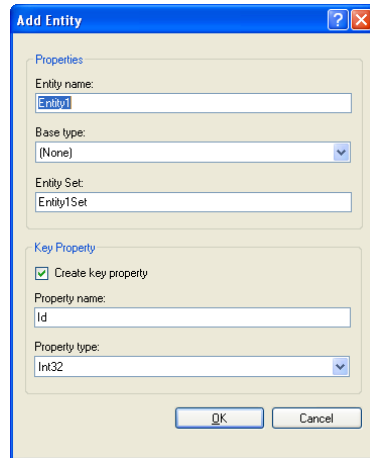 Add Entity
?
Properties
Entity name:
Entity1
Base type:
(None)
Entity Set:
Entity1Set
Key Property
Create key property
Property name:
Id
Property type:
Int32
OK Cancel